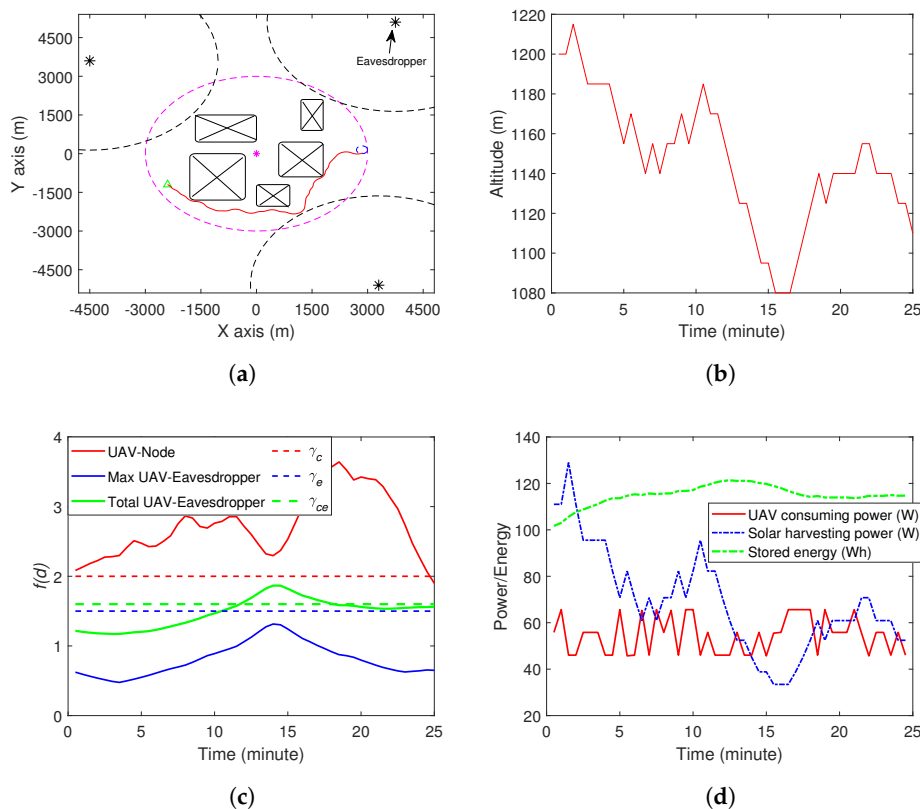 4500
3000
1500
0
-1500
-3000
-4500
Y axis (m)
Eavesdropper
-4500 -3000 -1500 0 1500 3000 4500
X axis (m)
(a)
1220
1200
1180
1160
1140
1120
1100
1080
Altitude (m)
0 5 10 15 20 25
Time (minute)
(b)
4
3
2
1
0
f(d)
UAV-Node
Max UAV-Eavesdropper
Total UAV-Eavesdropper
γc
γe
γce
0 5 10 15 20 25
Time (minute)
(c)
140
120
100
80
60
40
20
Power/Energy
UAV consuming power (W)
Solar harvesting power (W)
Stored energy (Wh)
0 5 10 15 20 25
Time (minute)
(d)